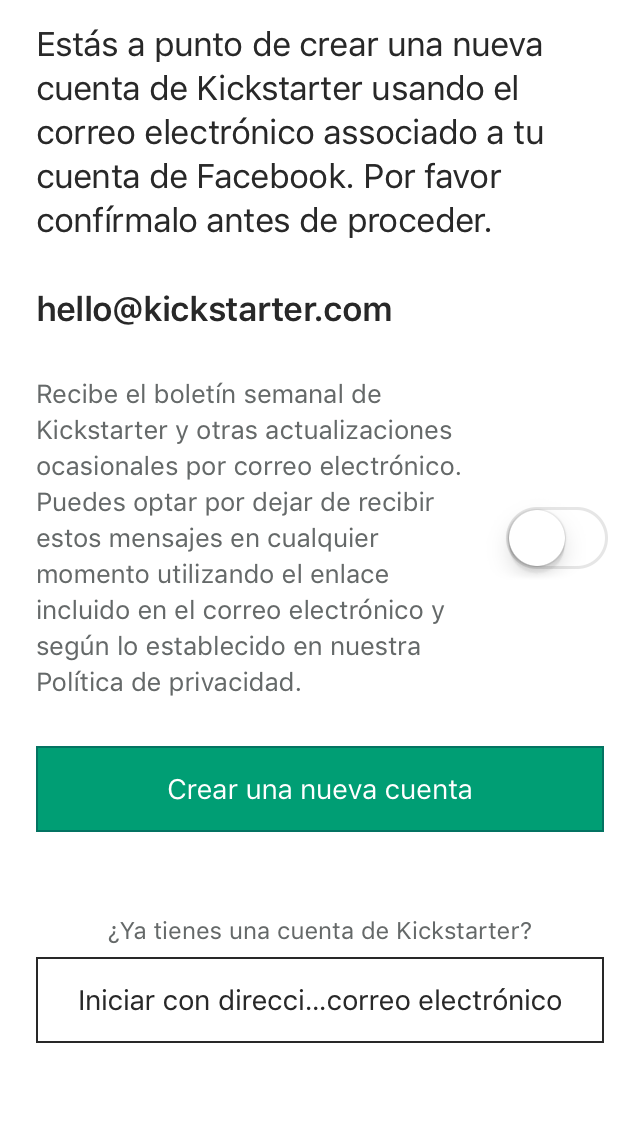 Estás a punto de crear una nueva
cuenta de Kickstarter usando el
correo electrónico associado a tu
cuenta de Facebook. Por favor
confírmalo antes de proceder.
hello@kickstarter.com
Recibe el boletín semanal de
Kickstarter y otras actualizaciones
ocasionales por correo electrónico.
Puedes optar por dejar de recibir
estos mensajes en cualquier
momento utilizando el enlace
incluido en el correo electrónico y
según lo establecido en nuestra
Política de privacidad.
Crear una nueva cuenta
¿Ya tienes una cuenta de Kickstarter?
Iniciar con direcci...correo electrónico